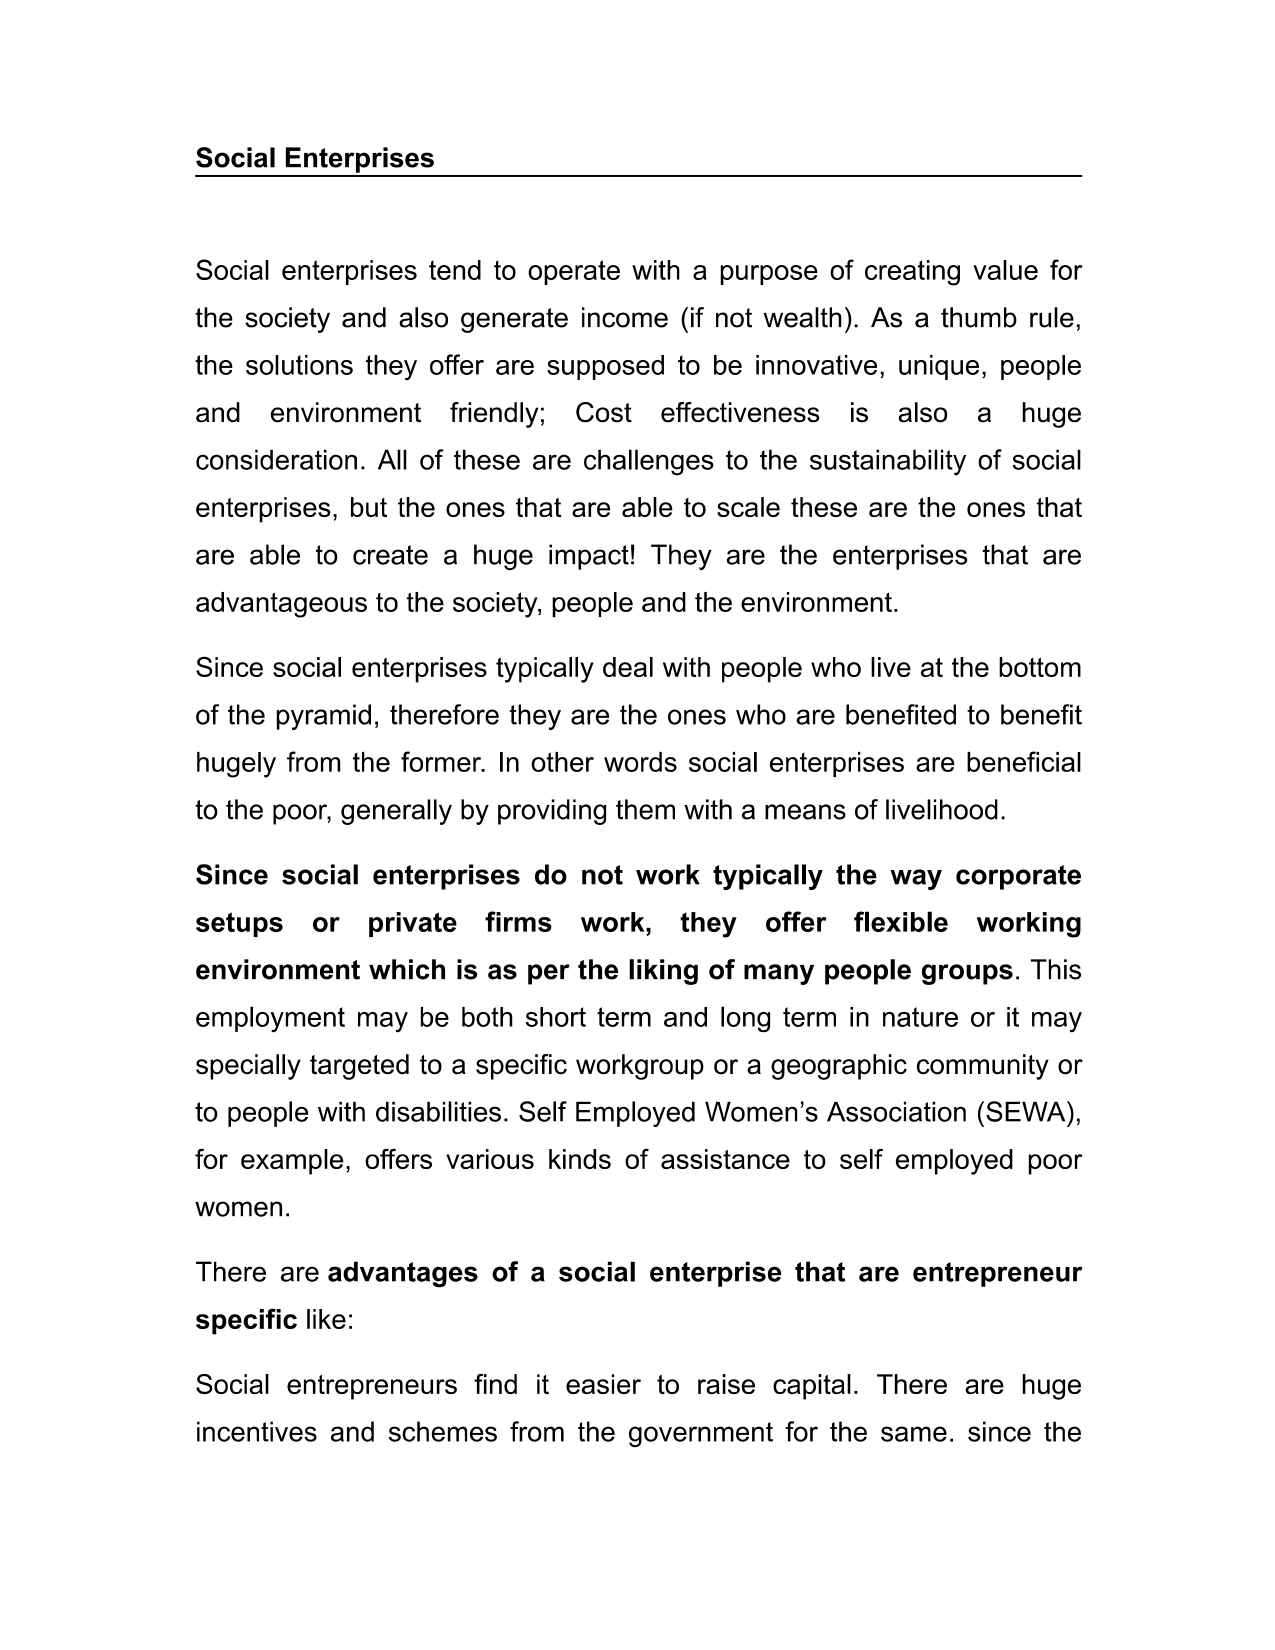 Social Enterprises
Social enterprises tend to operate with a purpose of creating value for
the society and also generate income (if not wealth). As a thumb rule,
the solutions they offer are supposed to be innovative, unique, people
and environment friendly; Cost effectiveness is also a huge
consideration. All of these are challenges to the sustainability of social
enterprises, but the ones that are able to scale these are the ones that
are able to create a huge impact! They are the enterprises that are
advantageous to the society, people and the environment.
Since social enterprises typically deal with people who live at the bottom
of the pyramid, therefore they are the ones who are benefited to benefit
hugely from the former. In other words social enterprises are beneficial
to the poor, generally by providing them with a means of livelihood.
Since social enterprises do not work typically the way corporate
setups or private firms work, they offer flexible working
environment which is as per the liking of many people groups. This
employment may be both short term and long term in nature or it may
specially targeted to a specific workgroup or a geographic community or
to people with disabilities. Self Employed Women’s Association (SEWA),
for example, offers various kinds of assistance to self employed poor
women.
There are advantages of a social enterprise that are entrepreneur
specific like:
Social entrepreneurs find it easier to raise capital. There are huge
incentives and schemes from the government for the same. since the